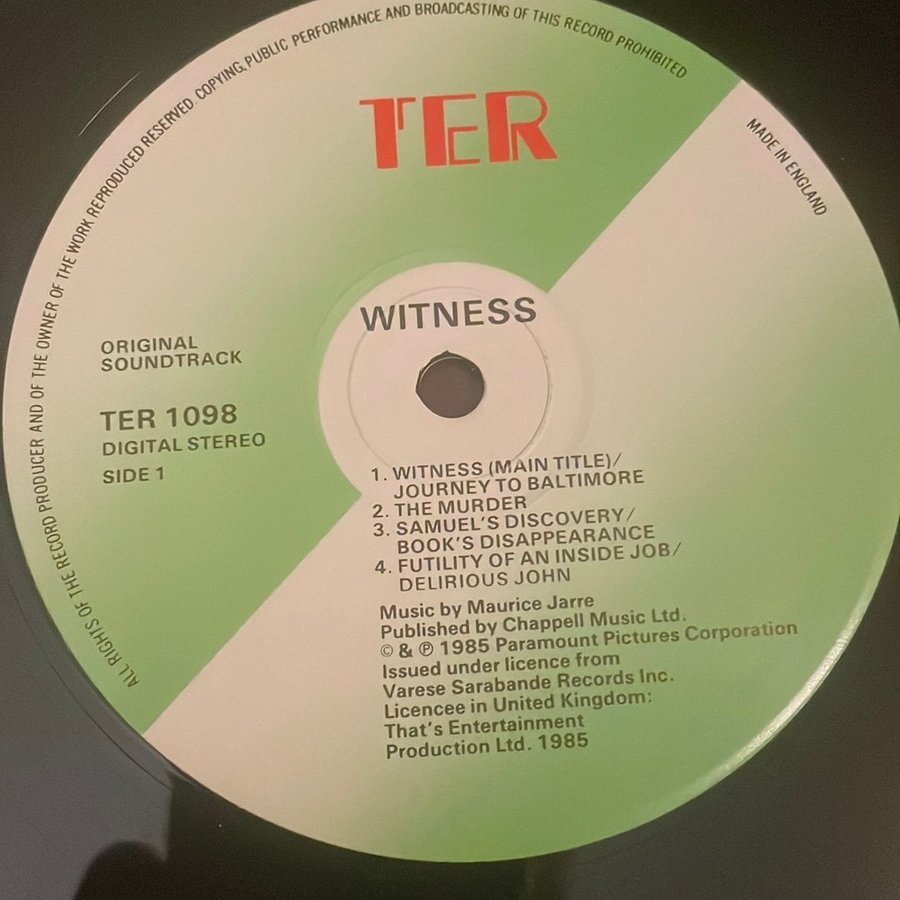 ALL RIGHTS OF THE RECORD PRODUCER AND OF THE OWNER OF THE WORK REPRODUCED RESERVED. COPYING, PUBLIC PERFORMANCE AND BROADCASTING OF THIS RECORD PROHIBITED
TER
MADE IN ENGLAND
WITNESS
ORIGINAL
SOUNDTRACK
TER 1098
DIGITAL STEREO
SIDE 1
1. WITNESS (MAIN TITLE)/
JOURNEY TO BALTIMORE
2. THE MURDER
3. SAMUEL'S DISCOVERY/
BOOK'S DISAPPEARANCE
4. FUTILITY OF AN INSIDE JOB/
DELIRIOUS JOHN
Music by Maurice Jarre
Published by Chappell Music Ltd.
© & ℗ 1985 Paramount Pictures Corporation
Issued under licence from
Varese Sarabande Records Inc.
Licencee in United Kingdom:
That's Entertainment
Production Ltd. 1985